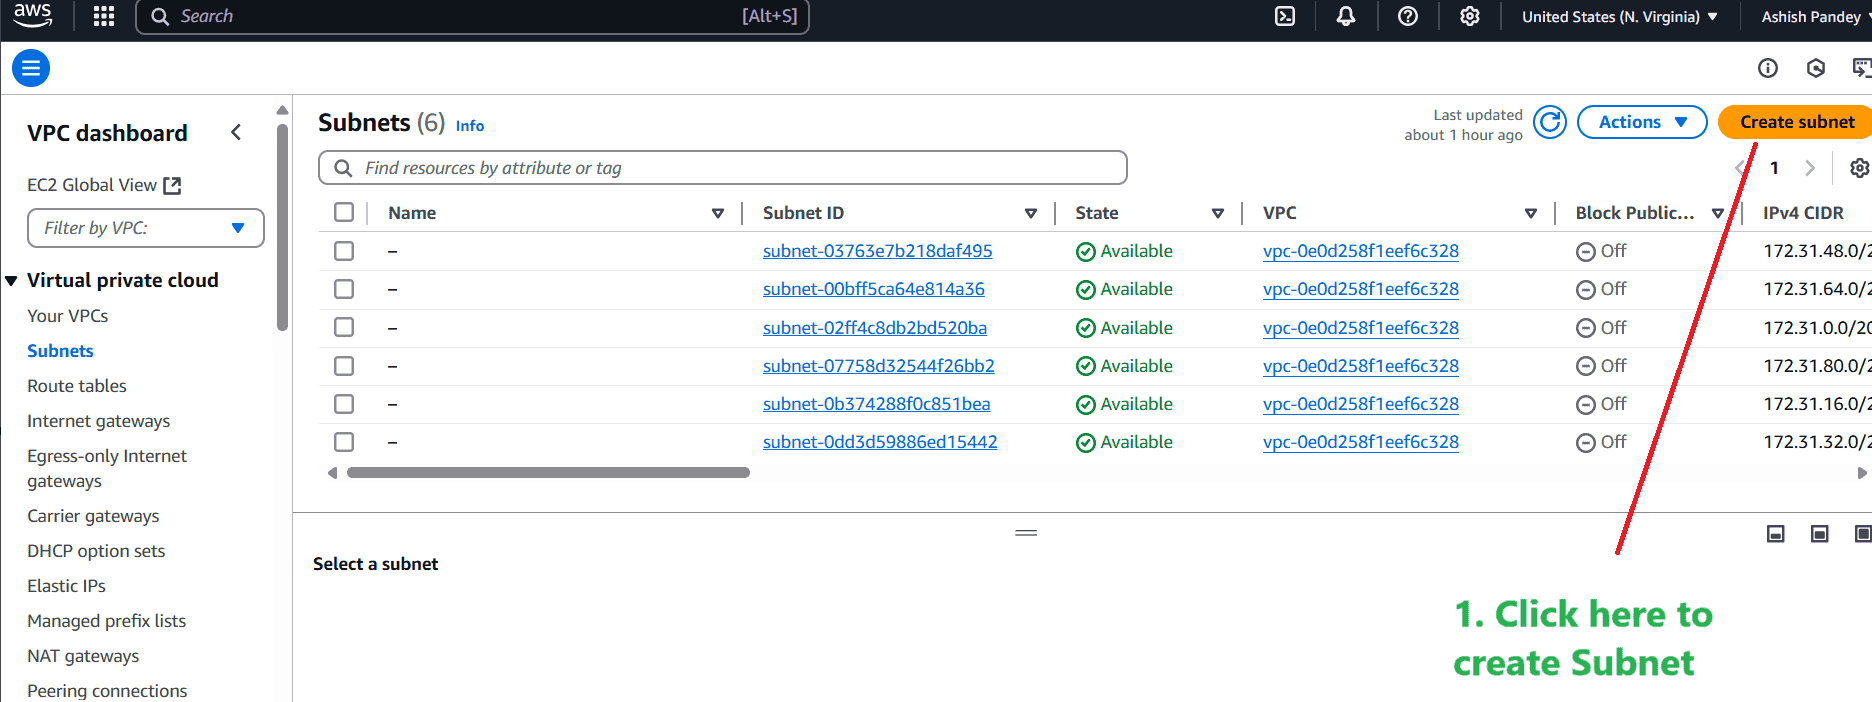 aws Search [Alt+S] United States (N. Virginia) Ashish Pandey
VPC dashboard
EC2 Global View
Filter by VPC:
Virtual private cloud
Your VPCs
Subnets
Route tables
Internet gateways
Egress-only Internet
gateways
Carrier gateways
DHCP option sets
Elastic IPs
Managed prefix lists
NAT gateways
Peering connections
Subnets (6) Info
Last updated
about 1 hour ago
Actions
Create subnet
Find resources by attribute or tag
1
Name Subnet ID State VPC Block Public... IPv4 CIDR
– subnet-03763e7b218daf495 Available vpc-0e0d258f1eef6c328 Off 172.31.48.0/2
– subnet-00bff5ca64e814a36 Available vpc-0e0d258f1eef6c328 Off 172.31.64.0/2
– subnet-02ff4c8db2bd520ba Available vpc-0e0d258f1eef6c328 Off 172.31.0.0/20
– subnet-07758d32544f26bb2 Available vpc-0e0d258f1eef6c328 Off 172.31.80.0/2
– subnet-0b374288f0c851bea Available vpc-0e0d258f1eef6c328 Off 172.31.16.0/2
– subnet-0dd3d59886ed15442 Available vpc-0e0d258f1eef6c328 Off 172.31.32.0/2
Select a subnet
1. Click here to
create Subnet